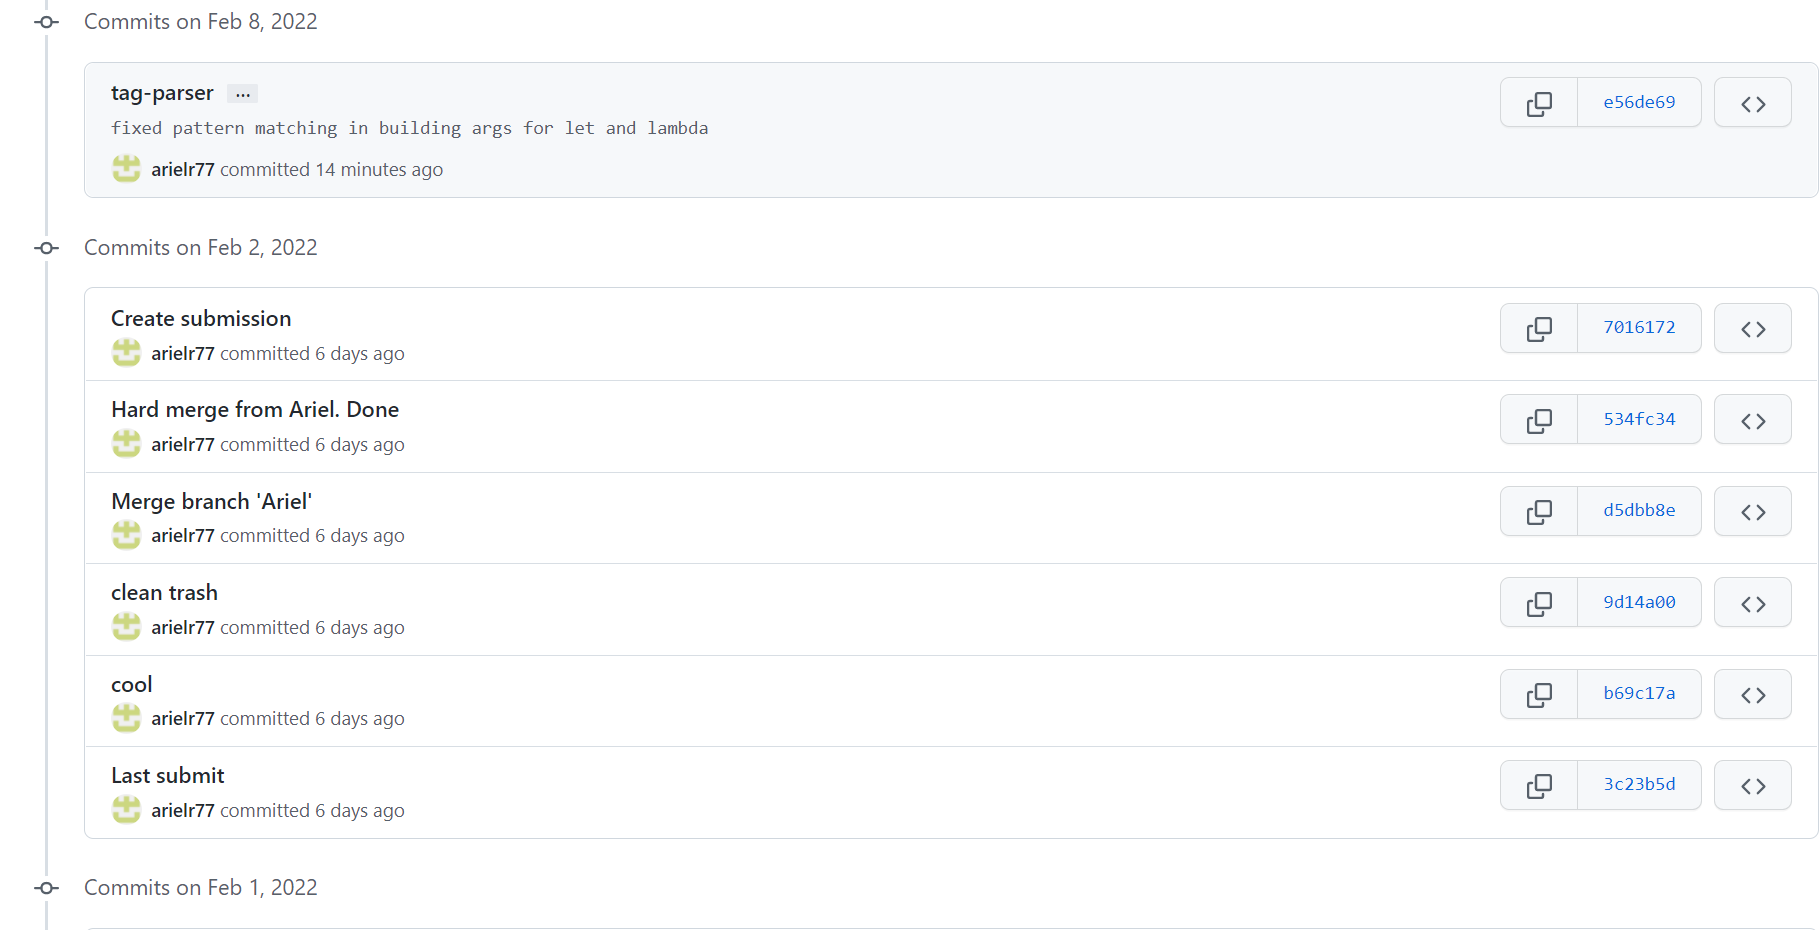 Commits on Feb 8, 2022
tag-parser ...
e56de69
fixed pattern matching in building args for let and lambda
arielr77 committed 14 minutes ago
Commits on Feb 2, 2022
Create submission
7016172
arielr77 committed 6 days ago
Hard merge from Ariel. Done
534fc34
arielr77 committed 6 days ago
Merge branch 'Ariel'
d5dbb8e
arielr77 committed 6 days ago
clean trash
9d14a00
arielr77 committed 6 days ago
cool
b69c17a
arielr77 committed 6 days ago
Last submit
3c23b5d
arielr77 committed 6 days ago
Commits on Feb 1, 2022